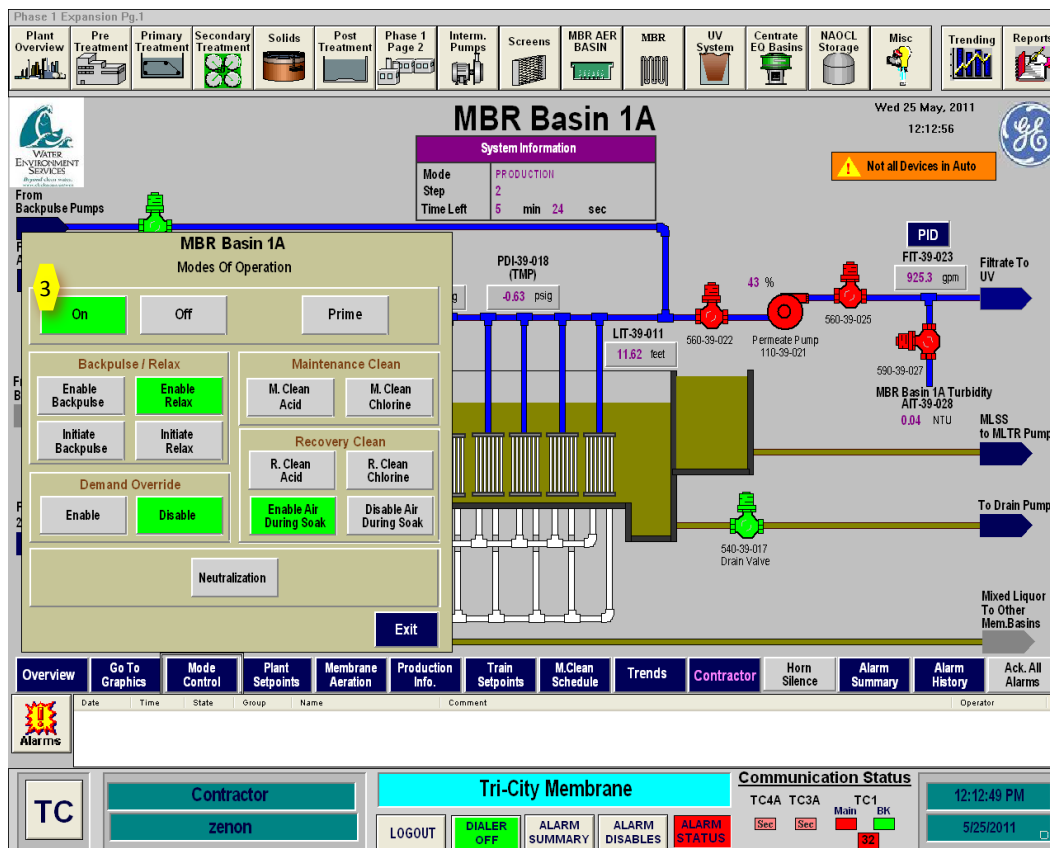 Phase 1 Expansion Pg.1
Plant Overview
Pre Treatment
Primary Treatment
Secondary Treatment
Solids
Post Treatment
Phase 1 Page 2
Interm. Pumps
Screens
MBR AER BASIN
MBR
UV System
Centrate EQ Basins
NAOCL Storage
Misc
Trending
Reports
WATER
ENVIRONMENT
SERVICES
MBR Basin 1A
Wed 25 May, 2011
12:12:56
System Information
Mode PRODUCTION
Step 2
Time Left 5 min 24 sec
Not all Devices in Auto
From
Backpulse Pumps
MBR Basin 1A
Modes Of Operation
3
On
Off
Prime
Backpulse / Relax
Enable Backpulse
Enable Relax
Initiate Backpulse
Initiate Relax
Demand Override
Enable
Disable
Maintenance Clean
M. Clean Acid
M. Clean Chlorine
Recovery Clean
R. Clean Acid
R. Clean Chlorine
Enable Air During Soak
Disable Air During Soak
Neutralization
Exit
PDI-39-018
(TMP)
-0.63 psig
LIT-39-011
11.62 feet
560-39-022
43 %
Permeate Pump
110-39-021
560-39-025
PID
FIT-39-023
925.3 gpm
Filtrate To
UV
590-39-027
MBR Basin 1A Turbidity
AIT-39-028
0.04 NTU
MLSS
to MLTR Pump
To Drain Pump
540-39-017
Drain Valve
Mixed Liquor
To Other
Mem.Basins
Overview
Go To Graphics
Mode Control
Plant Setpoints
Membrane Aeration
Production Info.
Train Setpoints
M.Clean Schedule
Trends
Contractor
Horn Silence
Alarm Summary
Alarm History
Ack. All Alarms
Alarms
Date Time State Group Name Comment Operator
TC
Contractor
zenon
Tri-City Membrane
LOGOUT
DIALER OFF
ALARM SUMMARY
ALARM DISABLES
ALARM STATUS
Communication Status
TC4A TC3A TC1
Main BK
Sec Sec
32
12:12:49 PM
5/25/2011